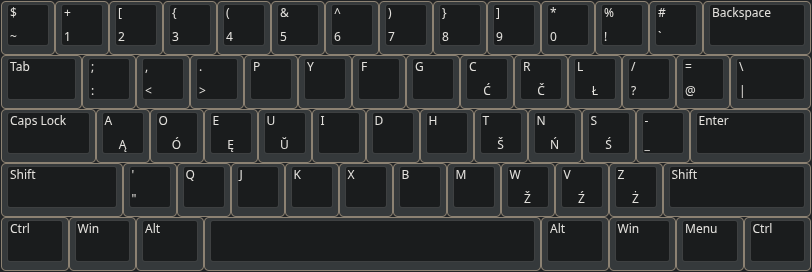 $ + [ { ( & ^ ) } ] * % # Backspace
~ 1 2 3 4 5 6 7 8 9 0 ! `
Tab ; , . P Y F G C R L / = \
: < > Ć Č Ł ? @ |
Caps Lock A O E U I D H T N S - Enter
Ą Ó Ę Ŭ Š Ń Ś _
Shift ' Q J K X B M W V Z Shift
" Ž Ź Ż
Ctrl Win Alt Alt Win Menu Ctrl